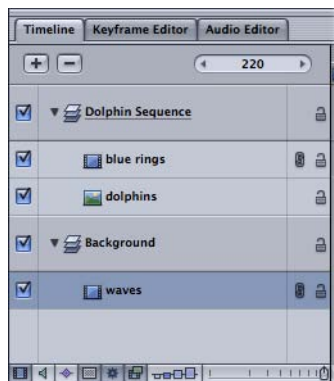 Timeline Keyframe Editor Audio Editor
220
Dolphin Sequence
blue rings
dolphins
Background
waves